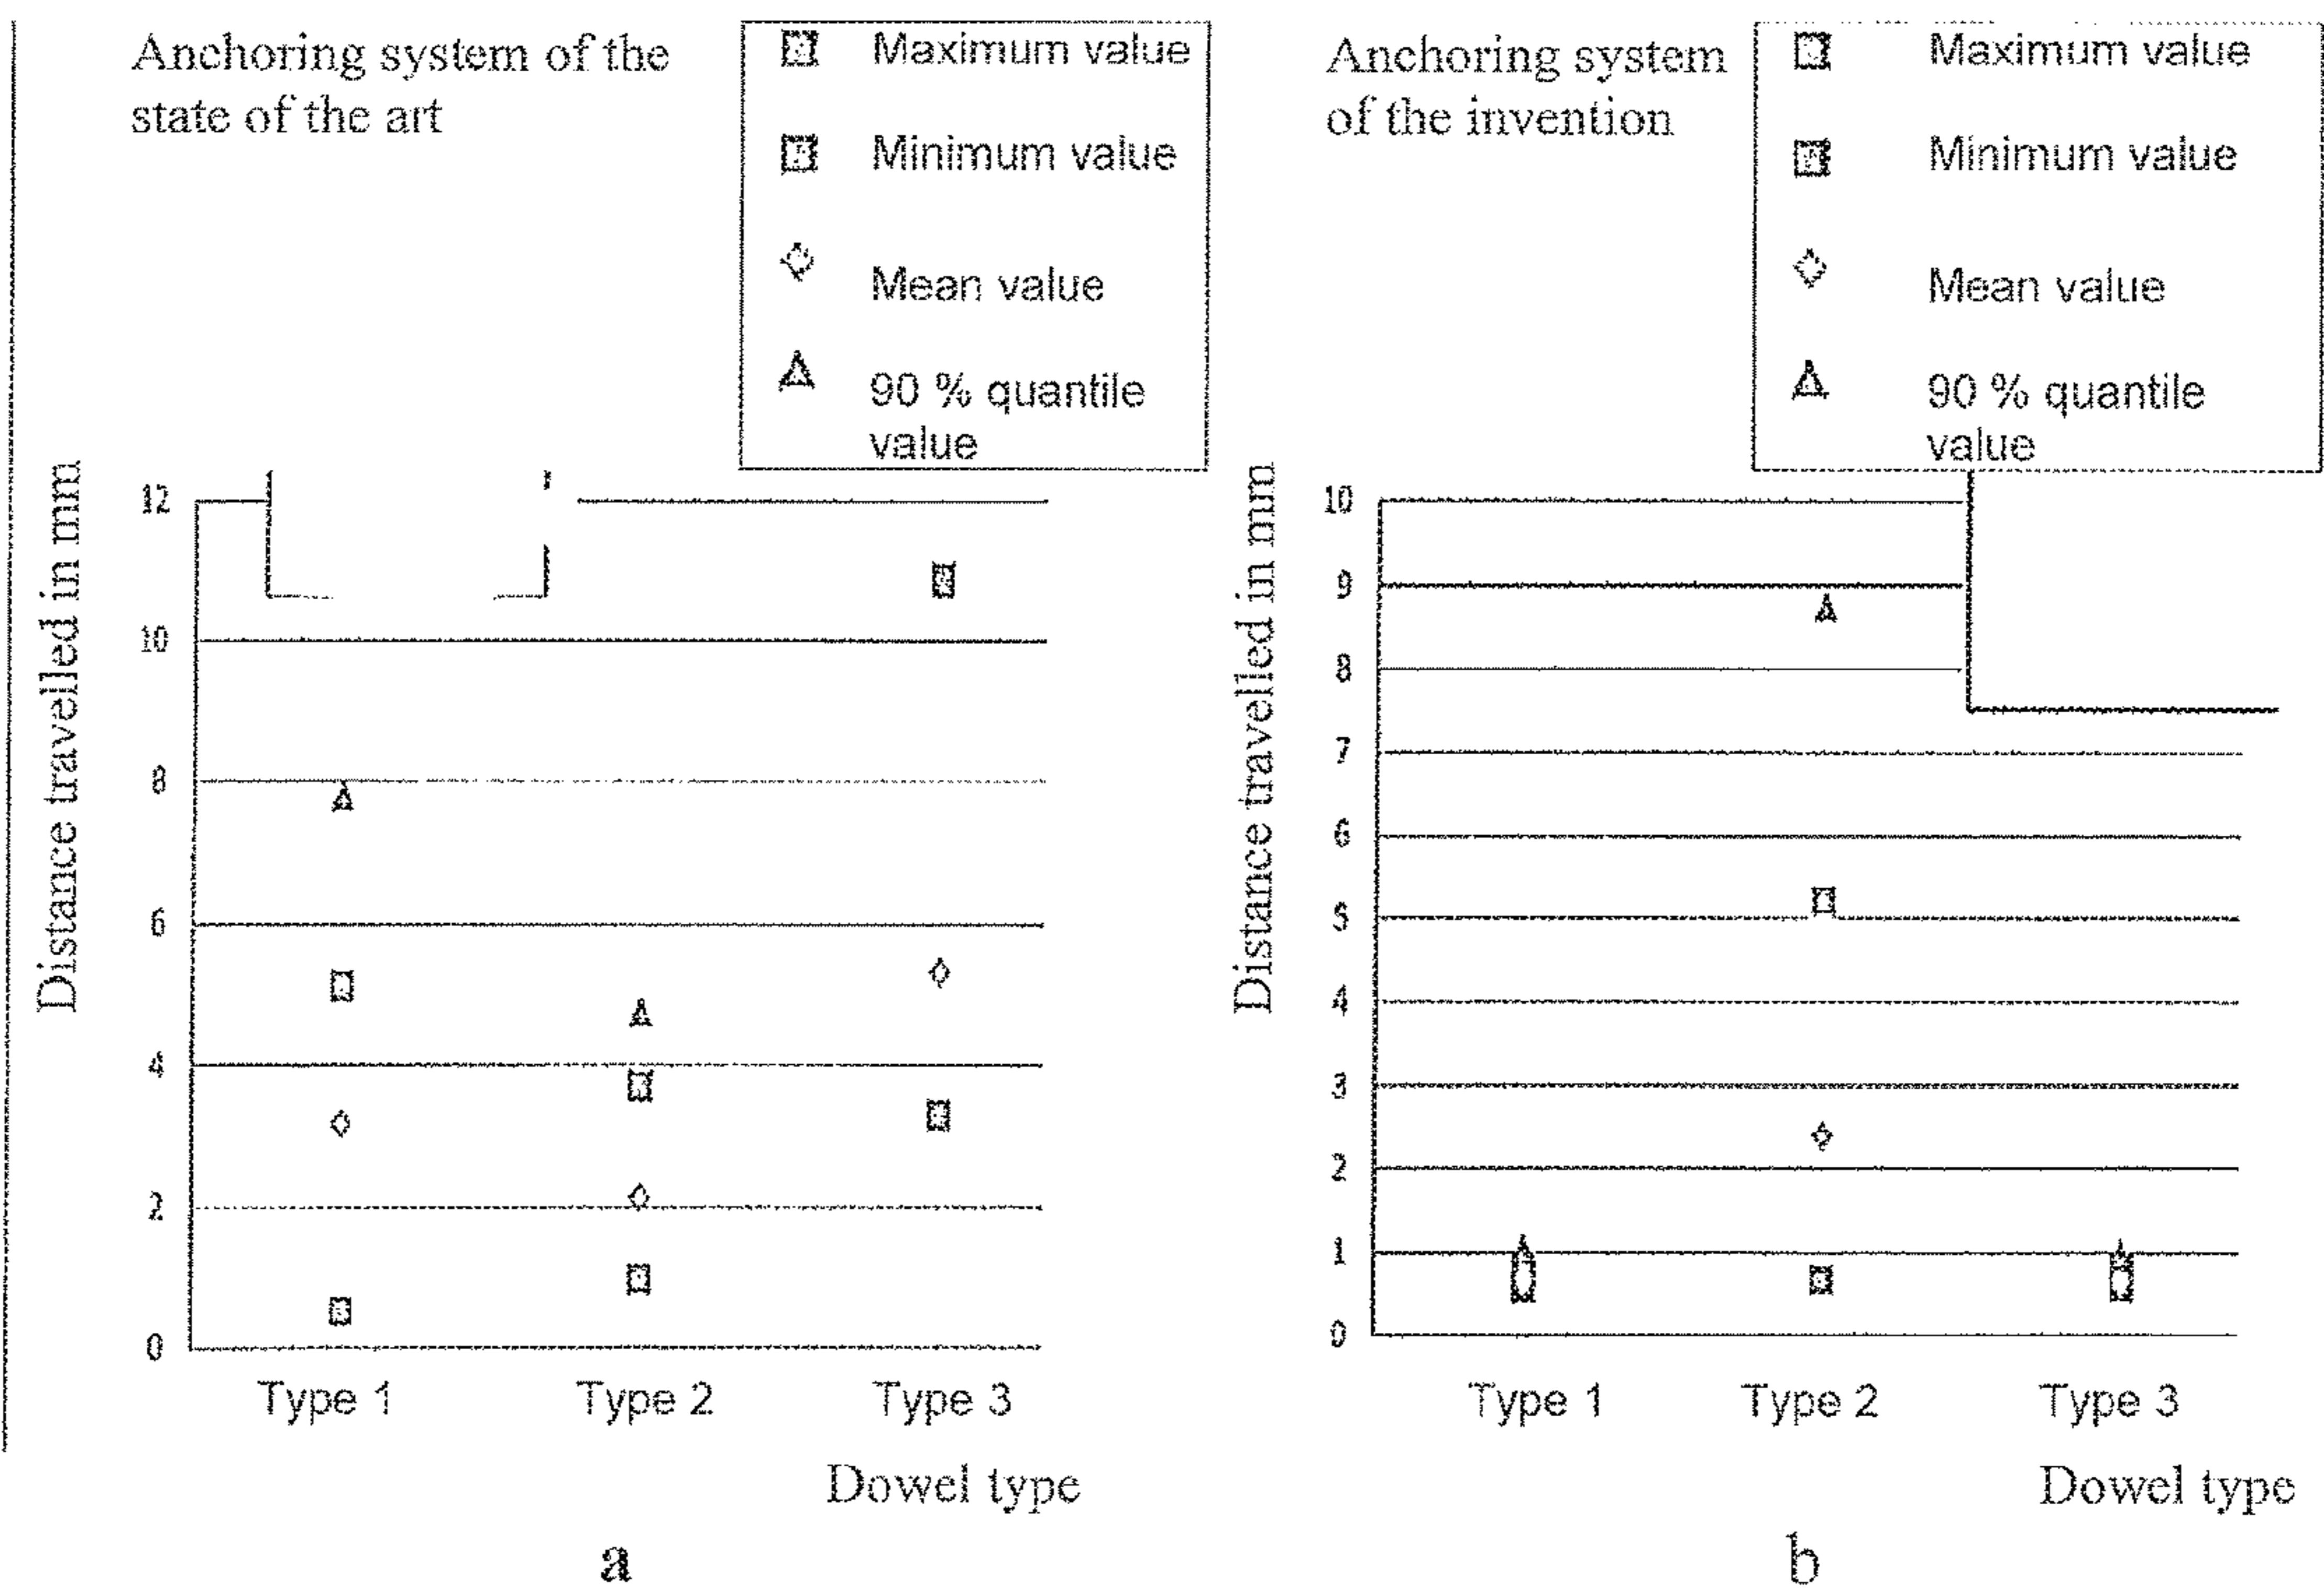 Anchoring system of the
state of the art
Maximum value
Minimum value
Mean value
90 % quantile
value
Distance travelled in mm
12
10
8
6
4
2
0
Type 1 Type 2 Type 3
Dowel type
a
Anchoring system
of the invention
Maximum value
Minimum value
Mean value
90 % quantile
value
Distance travelled in mm
10
9
8
7
6
5
4
3
2
1
0
Type 1 Type 2 Type 3
Dowel type
b